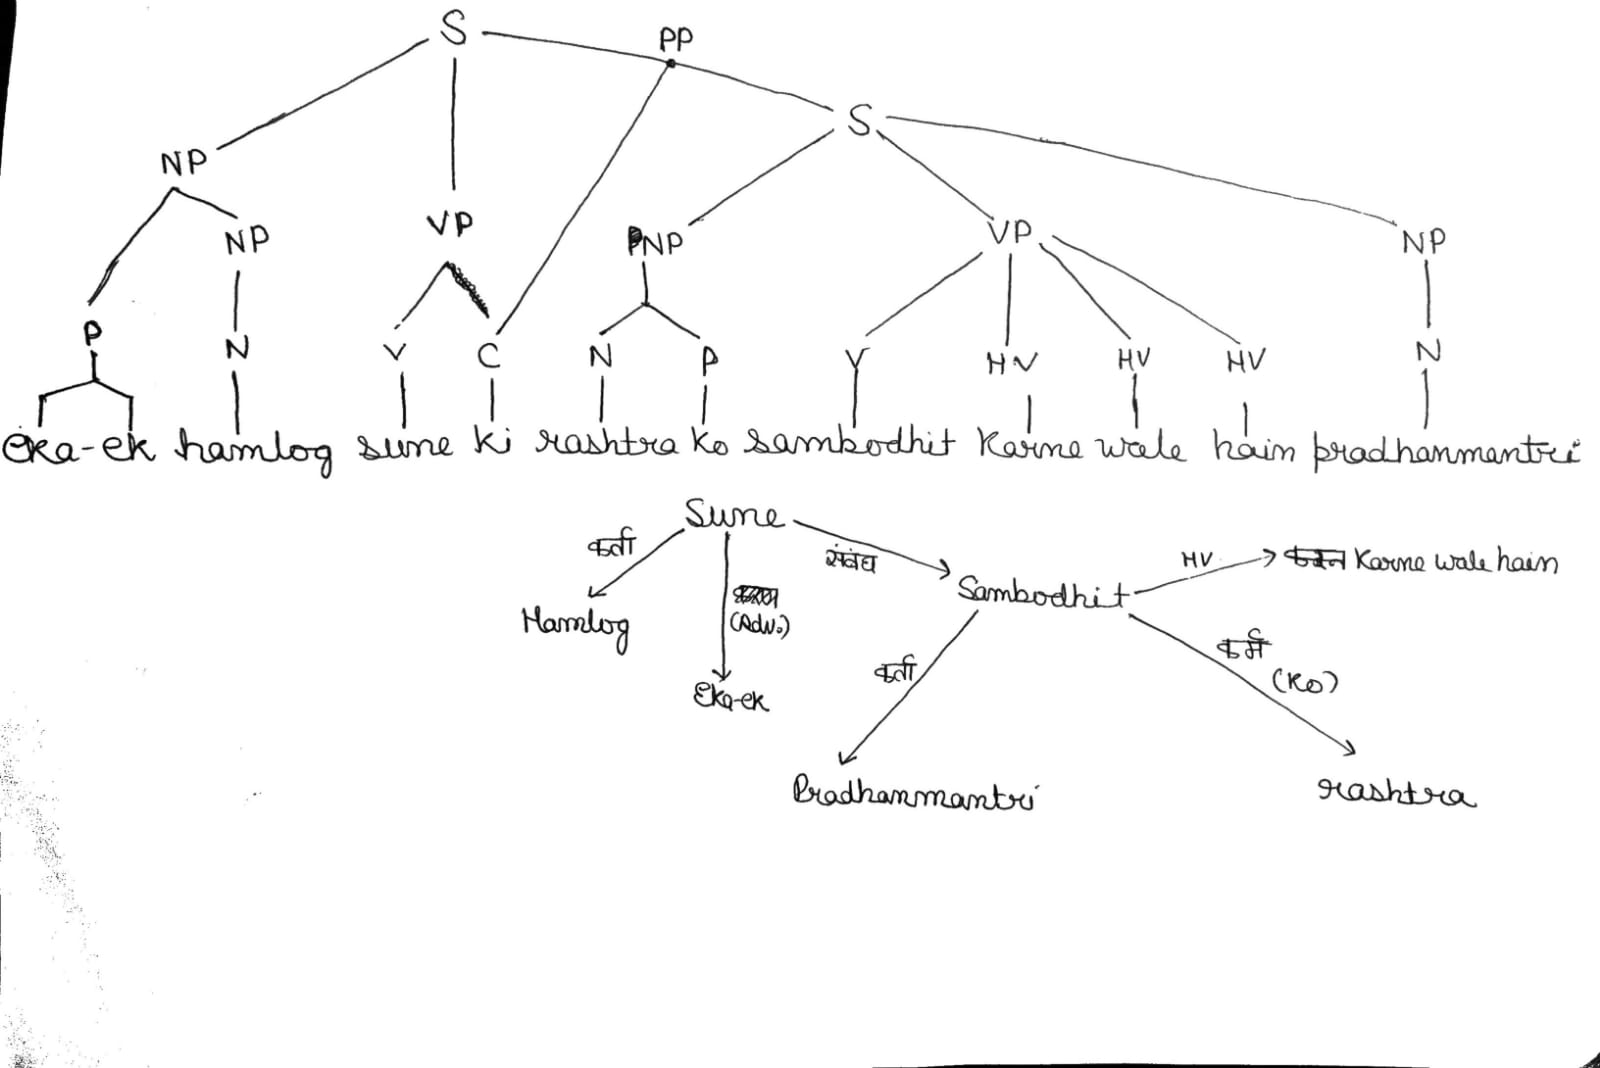 S PP
S
NP
NP VP PNP VP NP
P N V C N P V HV HV HV N
Eka-ek hamlog sune ki rashtra ko sambodhit karne wale hain pradhanmantri
Sune
कर्ता संबंध HV Karne wale hain
Hamlog (Adv.) Sambodhit
Eka-ek कर्ता कर्म
(KO)
Pradhanmantri rashtra